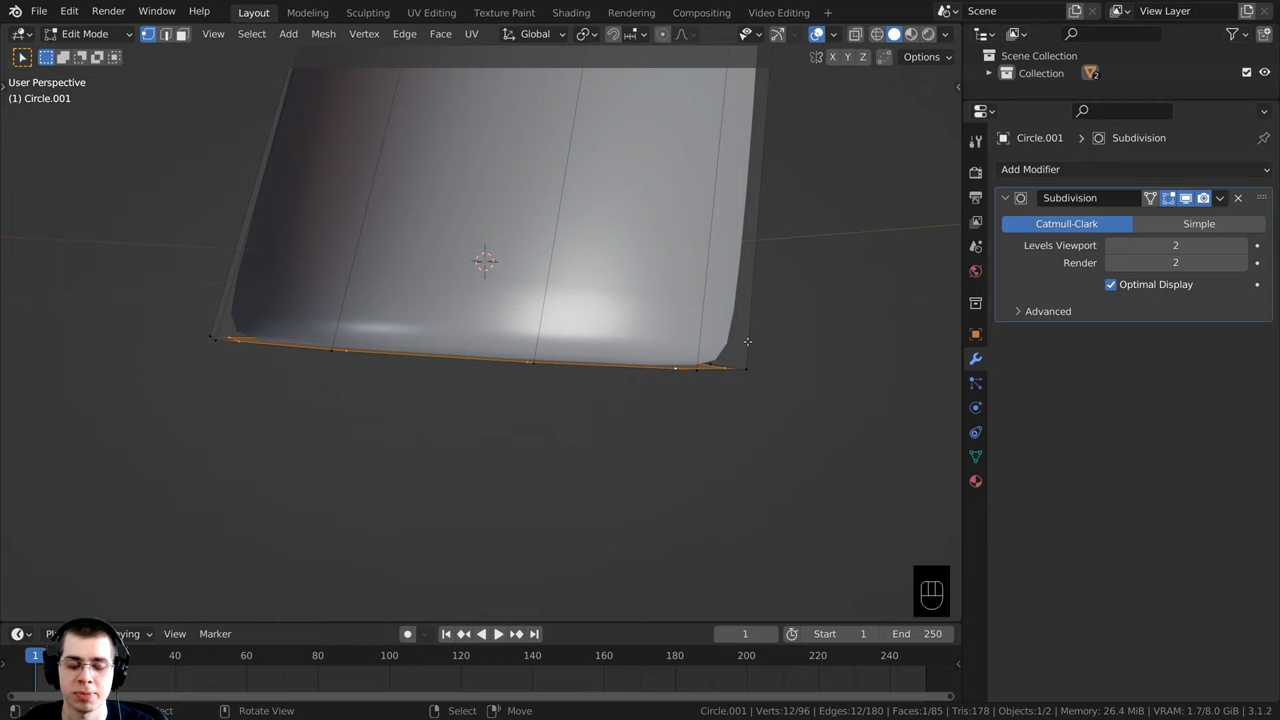 File Edit Render Window Help Layout Modeling Sculpting UV Editing Texture Paint Shading Rendering Compositing Video Editing + Scene View Layer
Edit Mode View Select Add Mesh Vertex Edge Face UV Global
X Y Z Options
User Perspective
(1) Circle.001
Scene Collection
Collection 2
Circle.001 > Subdivision
Add Modifier
Subdivision
Catmull-Clark Simple
Levels Viewport 2
Render 2
Optimal Display
Advanced
View Marker 1 Start 1 End 250
1 40 60 80 100 120 140 160 180 200 220 240
Rotate View Select Move Circle.001 | Verts:12/96 | Edges:12/180 | Faces:1/85 | Tris:178 | Objects:1/2 | Memory: 26.4 MiB | VRAM: 1.7/8.0 GiB | 3.1.2